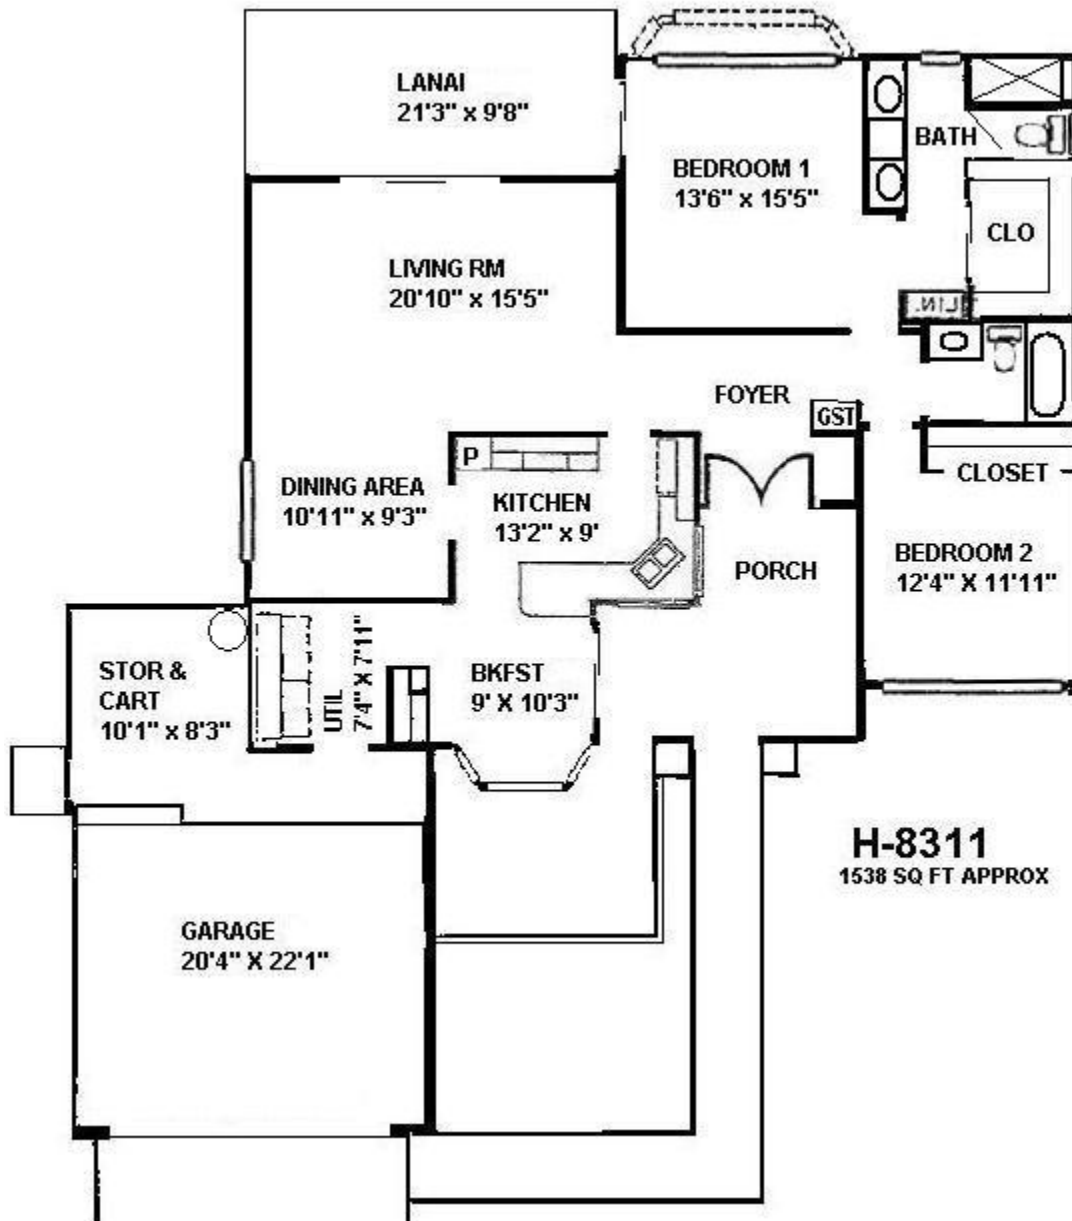 LANAI
21'3" x 9'8"
BEDROOM 1
13'6" x 15'5"
BATH
CLO
LIVING RM
20'10" x 15'5"
LIN.
FOYER
GST
P
KITCHEN
13'2" x 9'
DINING AREA
10'11" x 9'3"
CLOSET
PORCH
BEDROOM 2
12'4" X 11'11"
STOR &
CART
10'1" x 8'3"
UTIL
7'4" X 7'11"
BKFST
9' X 10'3"
H-8311
1538 SQ FT APPROX
GARAGE
20'4" X 22'1"